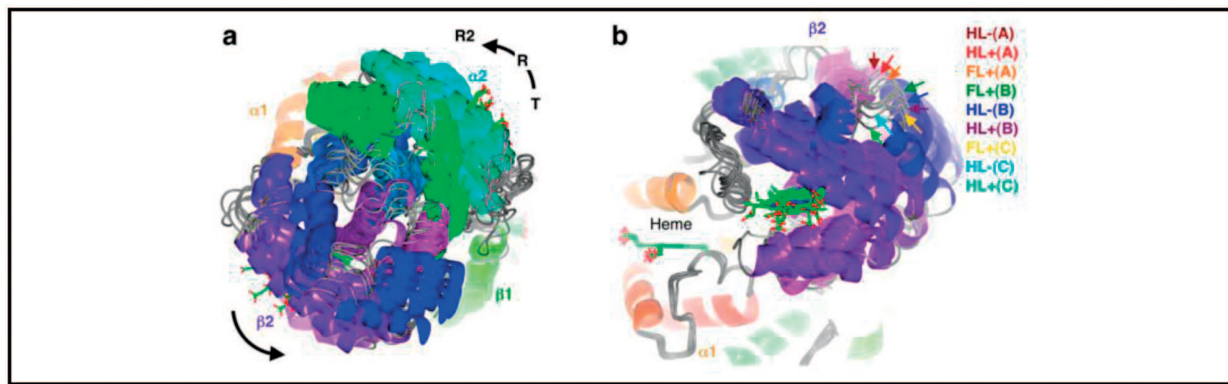 a
R2
R
T
α2
α1
β1
β2
b
β2
HL-(A)
HL+(A)
FL+(A)
FL+(B)
HL-(B)
HL+(B)
FL+(C)
HL-(C)
HL+(C)
Heme
α1